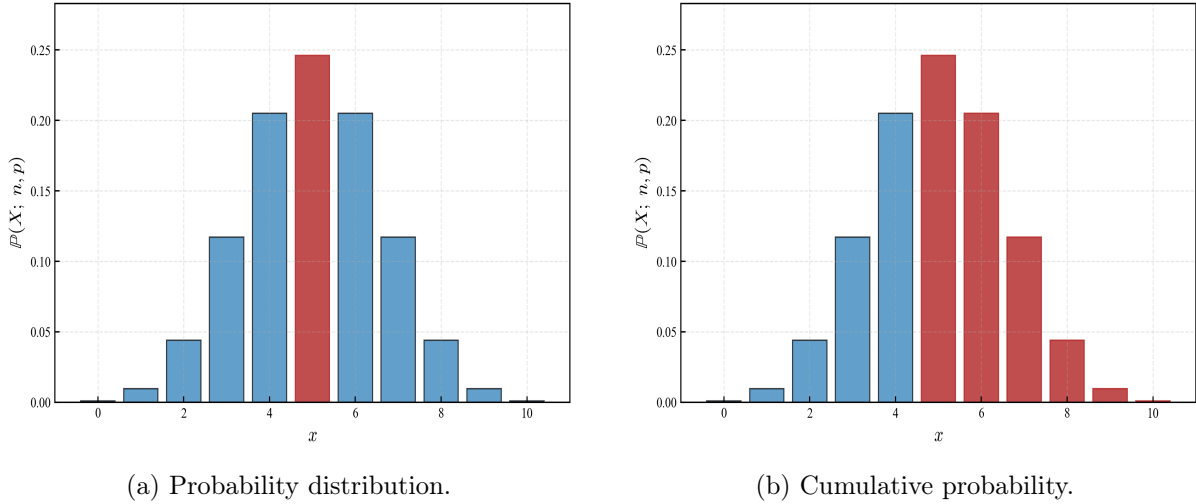 0.25
0.20
0.15
0.10
0.05
0.00
ℙ(X; n, p)
0 2 4 6 8 10
x
(a) Probability distribution.
0.25
0.20
0.15
0.10
0.05
0.00
ℙ(X; n, p)
0 2 4 6 8 10
x
(b) Cumulative probability.